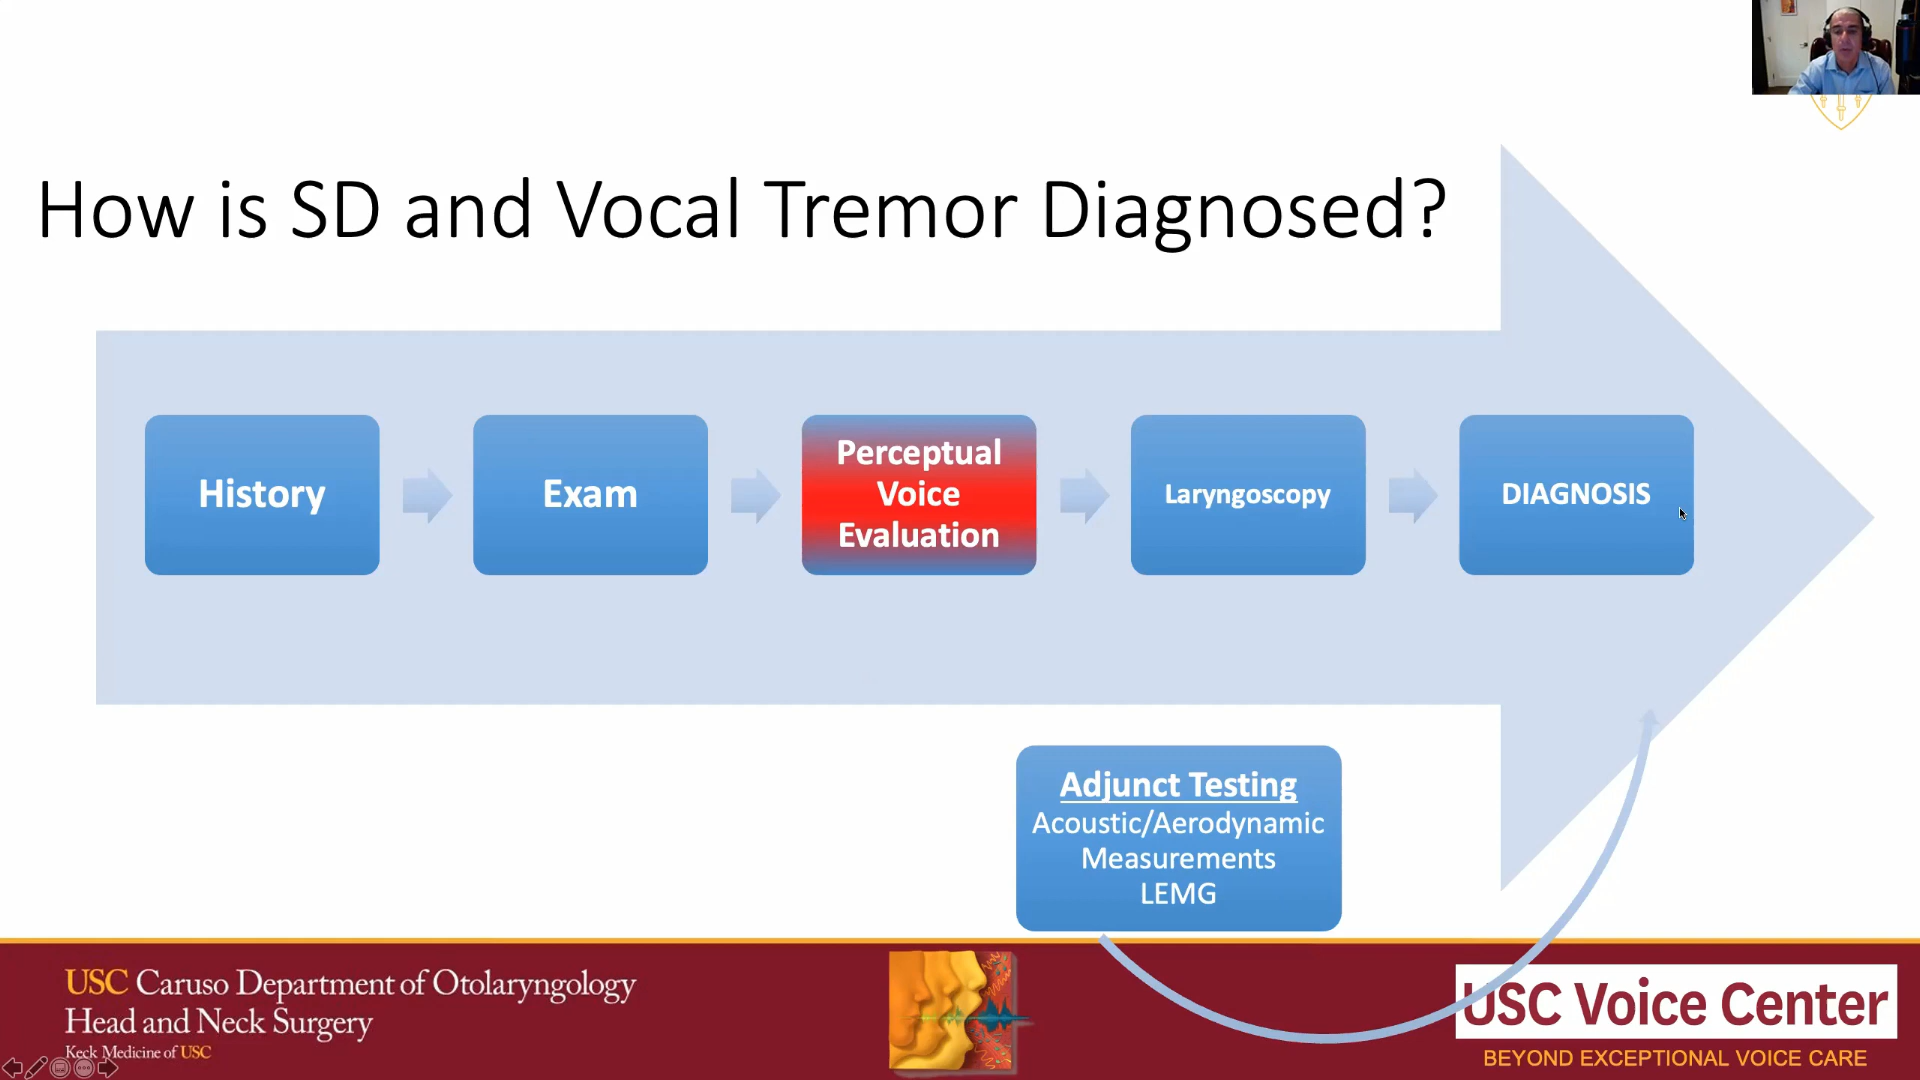 How is SD and Vocal Tremor Diagnosed?
History
Exam
Perceptual
Voice
Evaluation
Laryngoscopy
DIAGNOSIS
Adjunct Testing
Acoustic/Aerodynamic
Measurements
LEMG
USC Caruso Department of Otolaryngology
Head and Neck Surgery
Keck Medicine of USC
USC Voice Center
BEYOND EXCEPTIONAL VOICE CARE